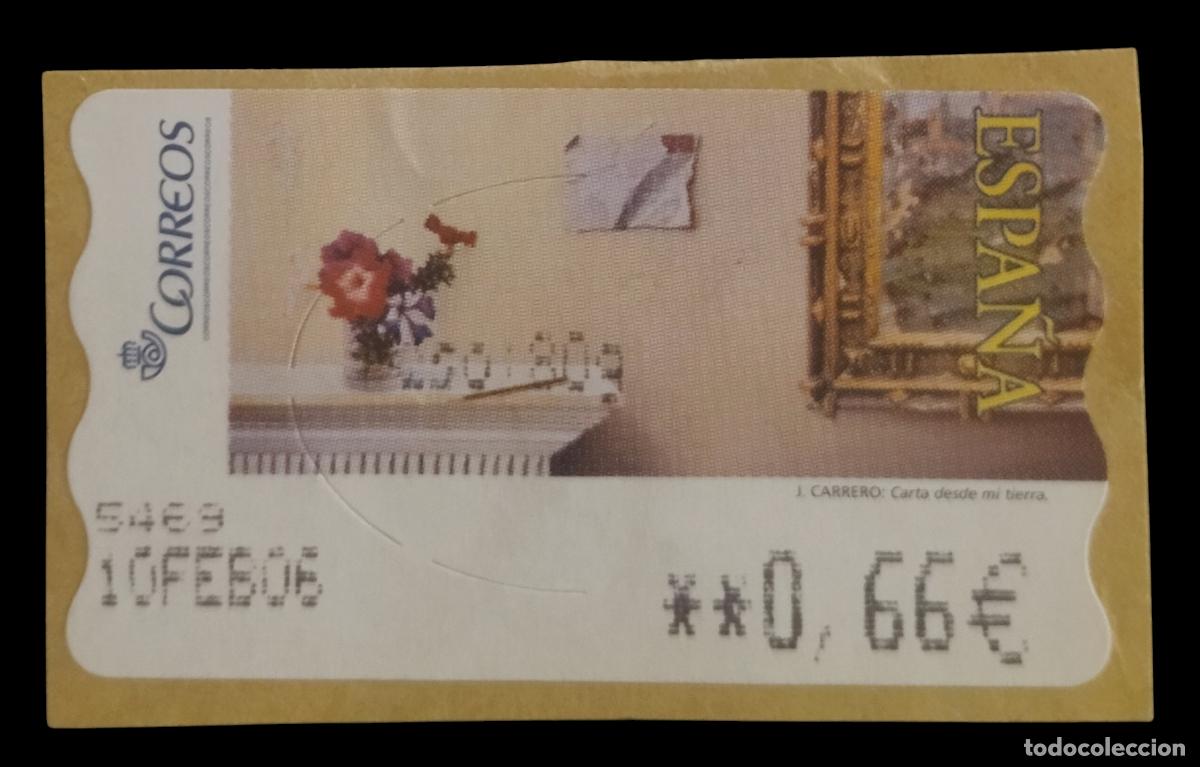 CORREOS
ESPAÑA
J. CARRERO: Carta desde mi tierra.
5469
10FEB06
**0,66€
todocoleccion